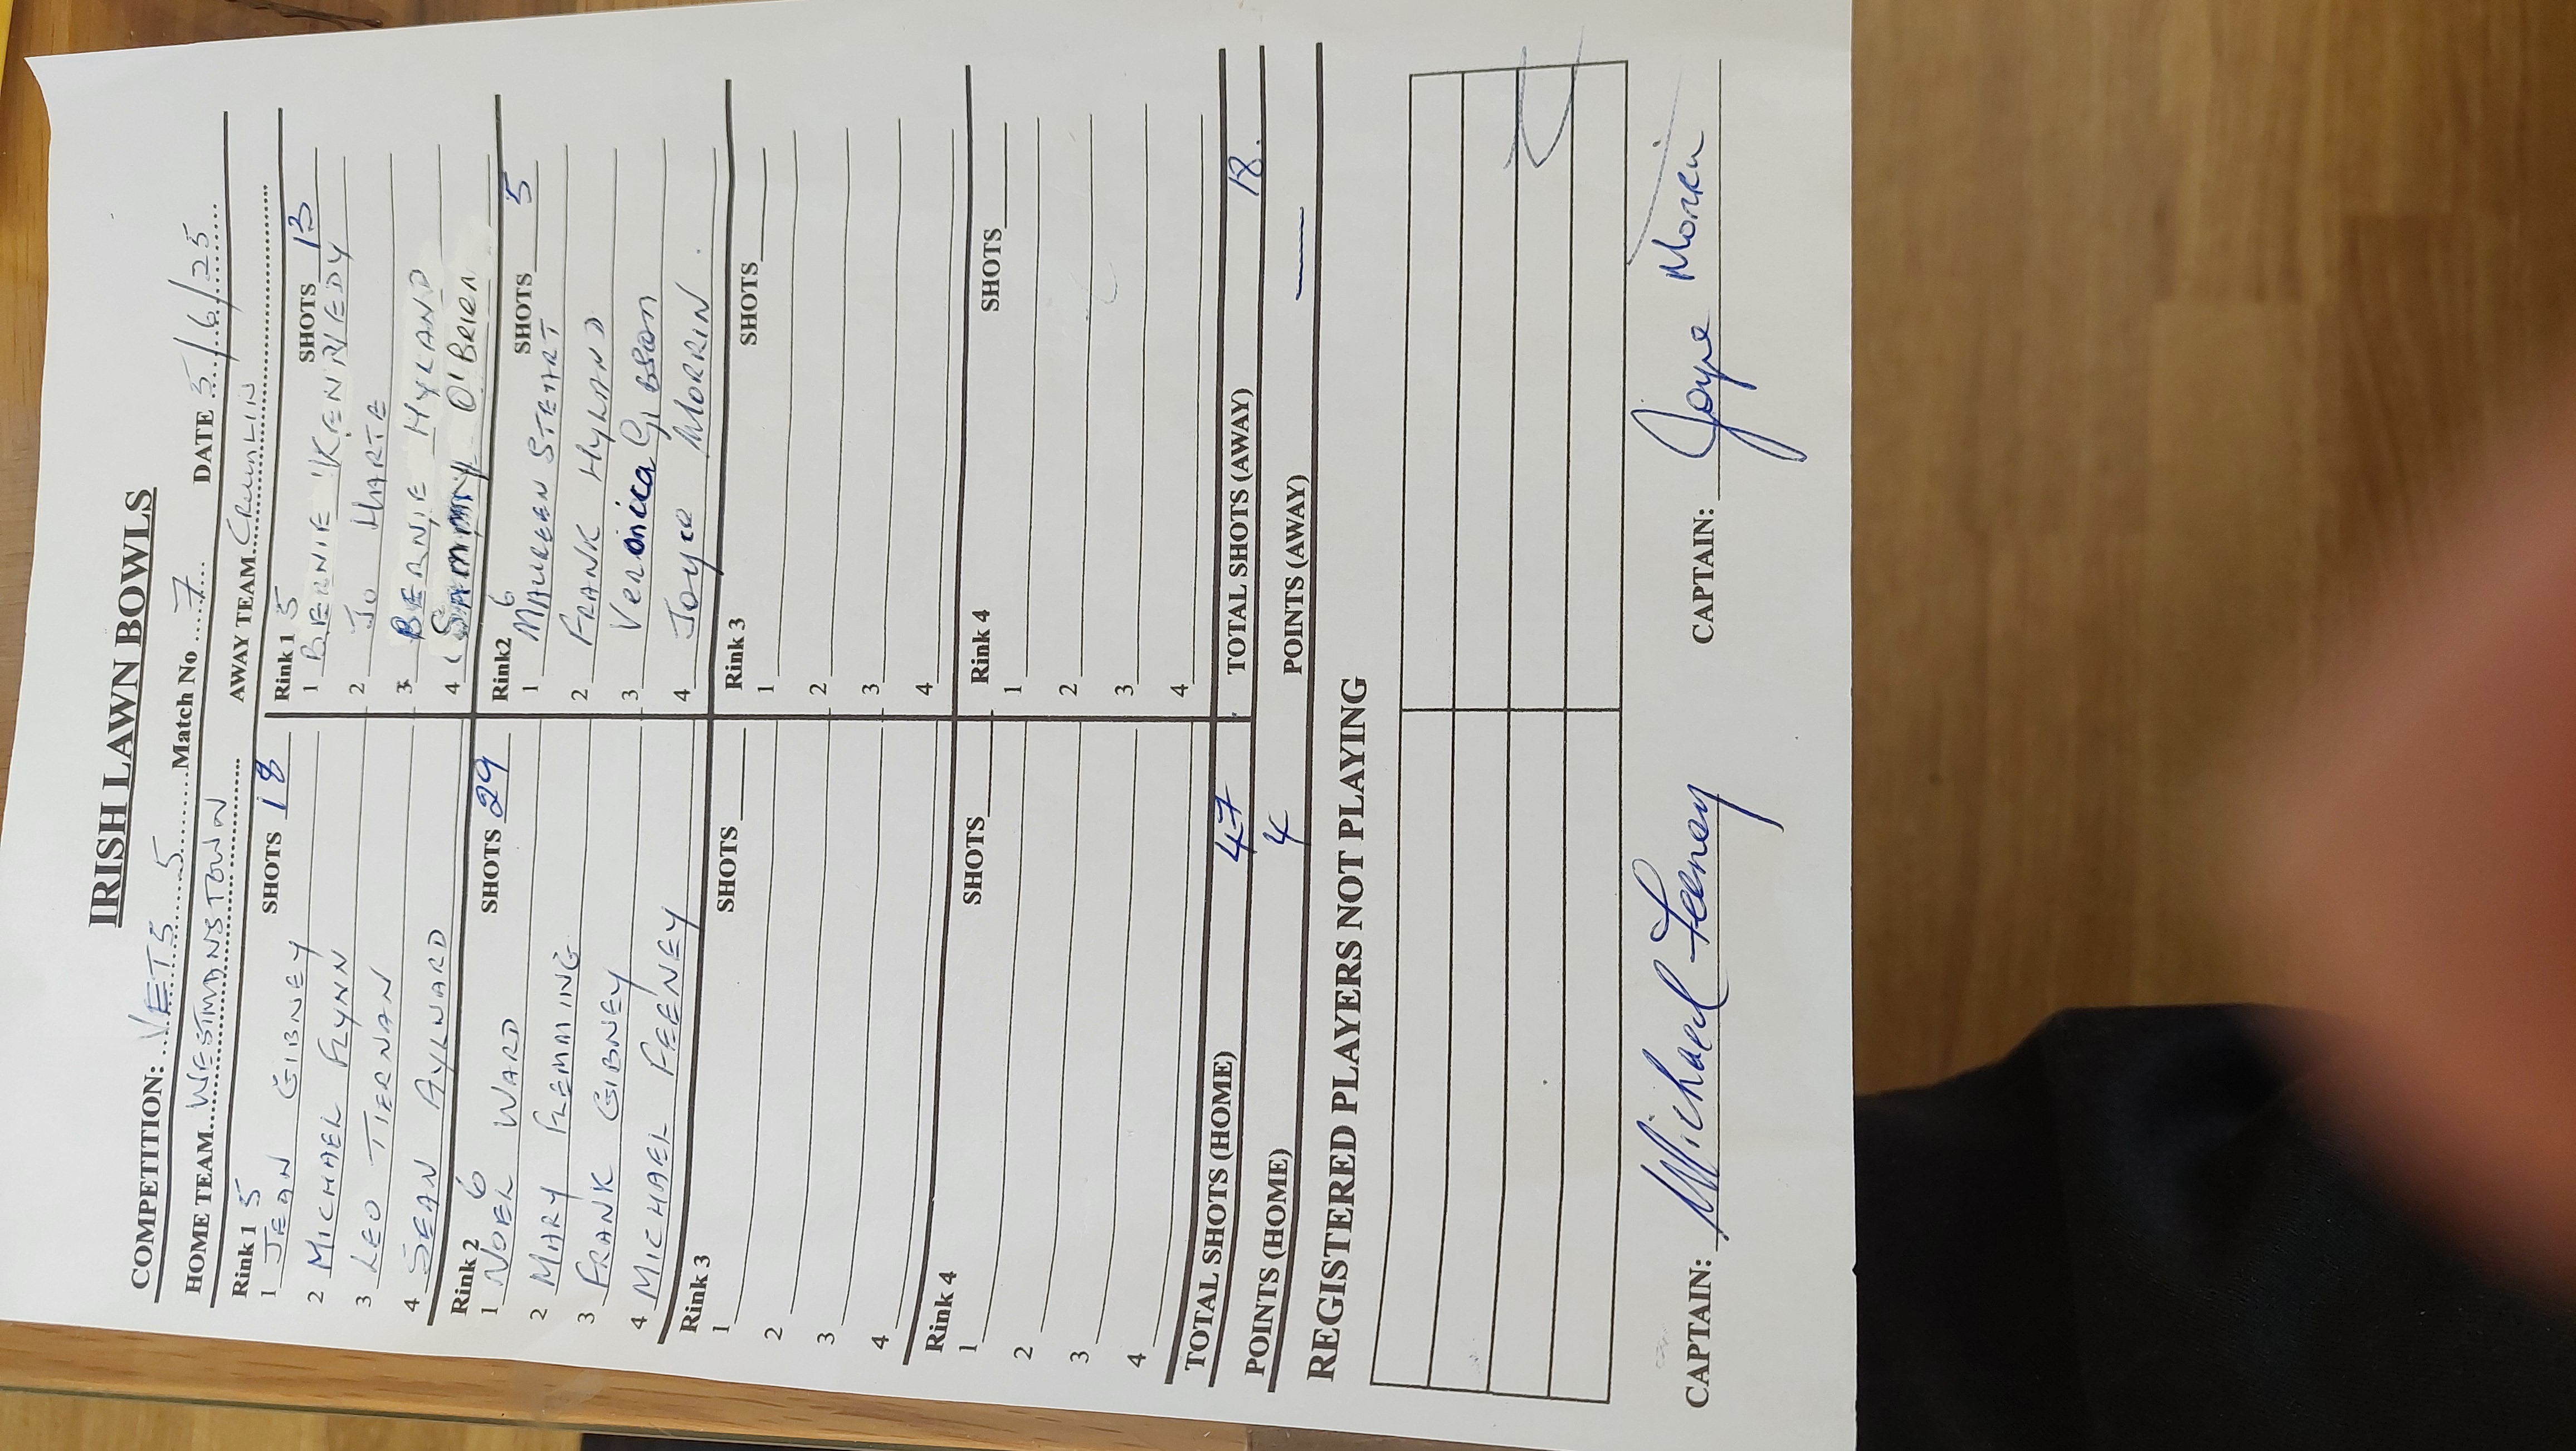 IRISH LAWN BOWLS
COMPETITION: VETS 5 Match No 7 DATE 5/6/25
HOME TEAM WESTMANSTOWN AWAY TEAM CRUMLIN
Rink 1 5 SHOTS 18
1 JEAN GIBNEY
2 MICHAEL FLYNN
3 LEO TIERNAN
4 SEAN AYLWARD
Rink 2 6 SHOTS 29
1 NOEL WARD
2 MARY FLEMING
3 FRANK GIBNEY
4 MICHAEL FEENEY
Rink 3 SHOTS
1
2
3
4
Rink 4 SHOTS
1
2
3
4
TOTAL SHOTS (HOME) 47
POINTS (HOME) 4
Rink 1 5 SHOTS 13
1 BERNIE KENNEDY
2 JO HARTE
3 BERNIE HYLAND
4 SAMMY O'BRIEN
Rink2 6 SHOTS 5
1 MAUREEN STEART
2 FRANK HYLAND
3 Veronica Gibson
4 Joyce MORRIN
Rink 3 SHOTS
1
2
3
4
Rink 4 SHOTS
1
2
3
4
TOTAL SHOTS (AWAY) 18.
POINTS (AWAY) —
REGISTERED PLAYERS NOT PLAYING
CAPTAIN: Michael Feeney CAPTAIN: Joyce Morrin